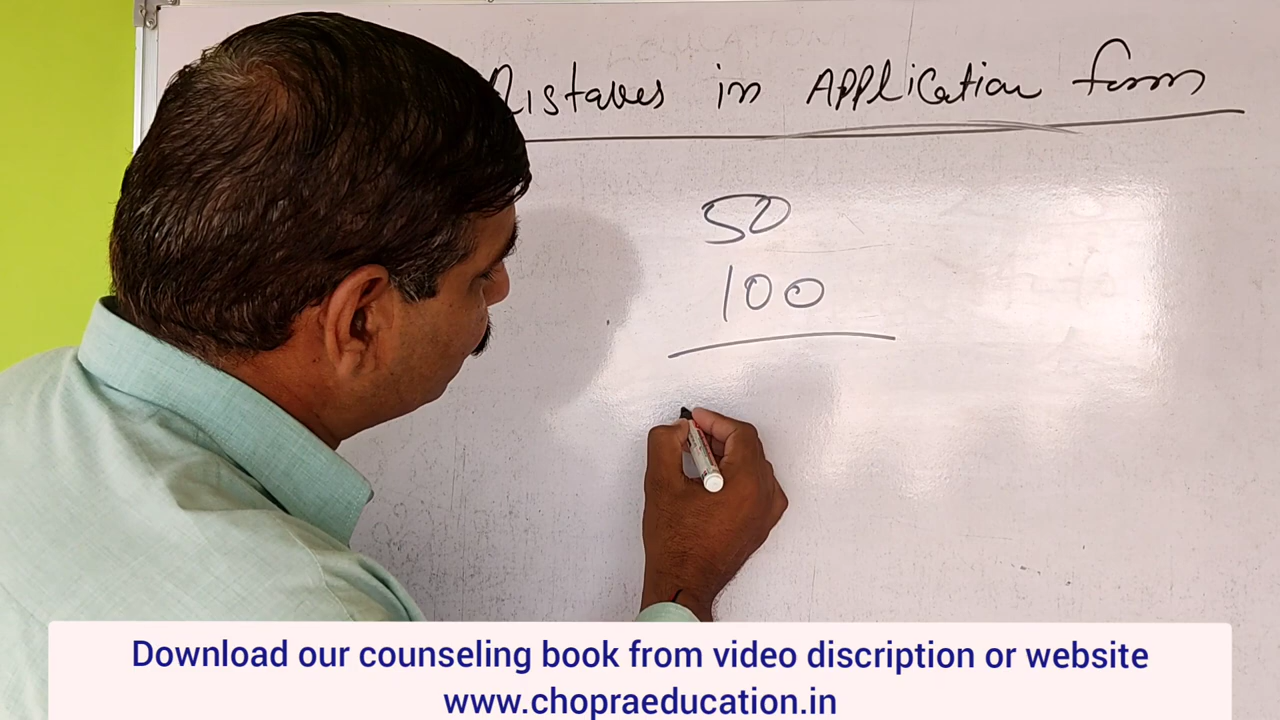 Mistakes in Application form
50
100
Download our counseling book from video discription or website
www.chopraeducation.in